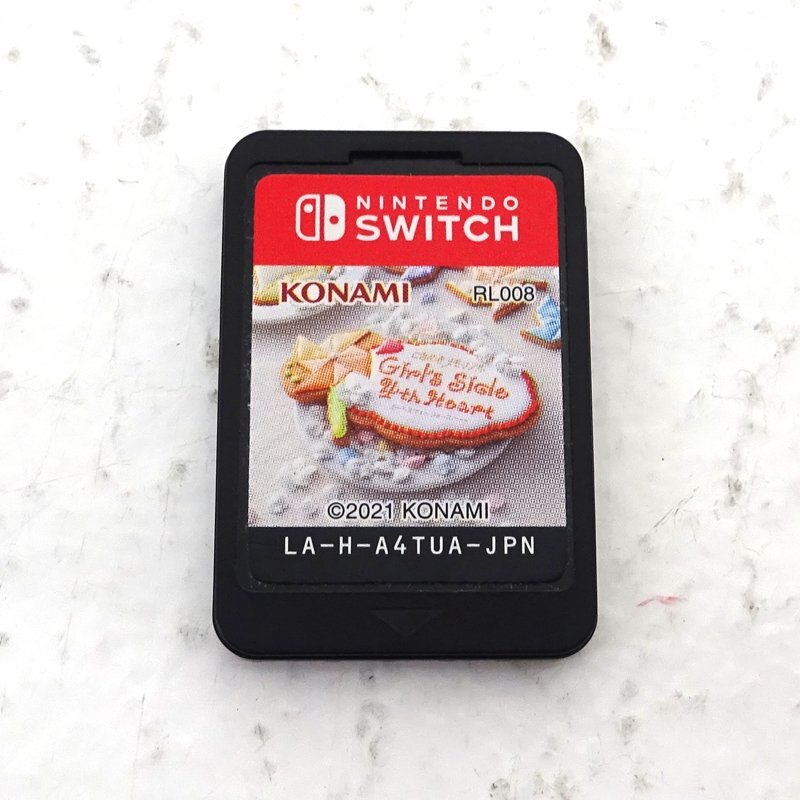 NINTENDO
SWITCH
KONAMI RL008
Girl's Side
4th Heart
©2021 KONAMI
LA-H-A4TUA-JPN